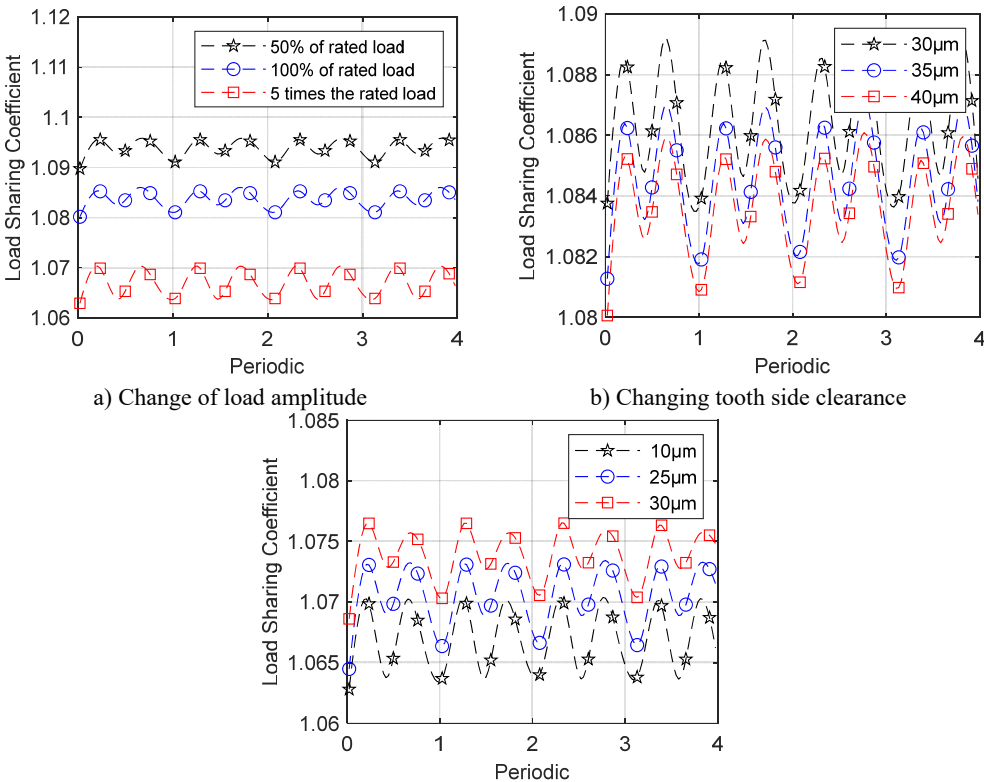 1.12
1.11
1.1
1.09
1.08
1.07
1.06
Load Sharing Coefficient
50% of rated load
100% of rated load
5 times the rated load
0 1 2 3 4
Periodic
a) Change of load amplitude
1.09
1.088
1.086
1.084
1.082
1.08
Load Sharing Coefficient
30μm
35μm
40μm
0 1 2 3 4
Periodic
b) Changing tooth side clearance
1.085
1.08
1.075
1.07
1.065
1.06
Load Sharing Coefficient
10μm
25μm
30μm
0 1 2 3 4
Periodic